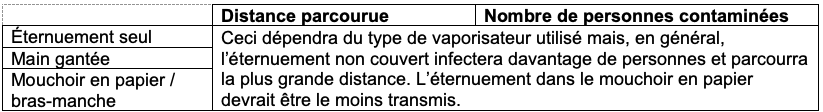 Distance parcourue Nombre de personnes contaminées
Éternuement seul
Main gantée
Mouchoir en papier /
bras-manche
Ceci dépendra du type de vaporisateur utilisé mais, en général,
l’éternuement non couvert infectera davantage de personnes et parcourra
la plus grande distance. L’éternuement dans le mouchoir en papier
devrait être le moins transmis.